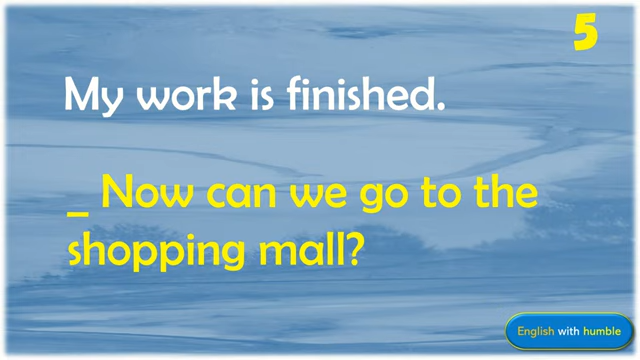 5
My work is finished.
_ Now can we go to the
shopping mall?
English with humble